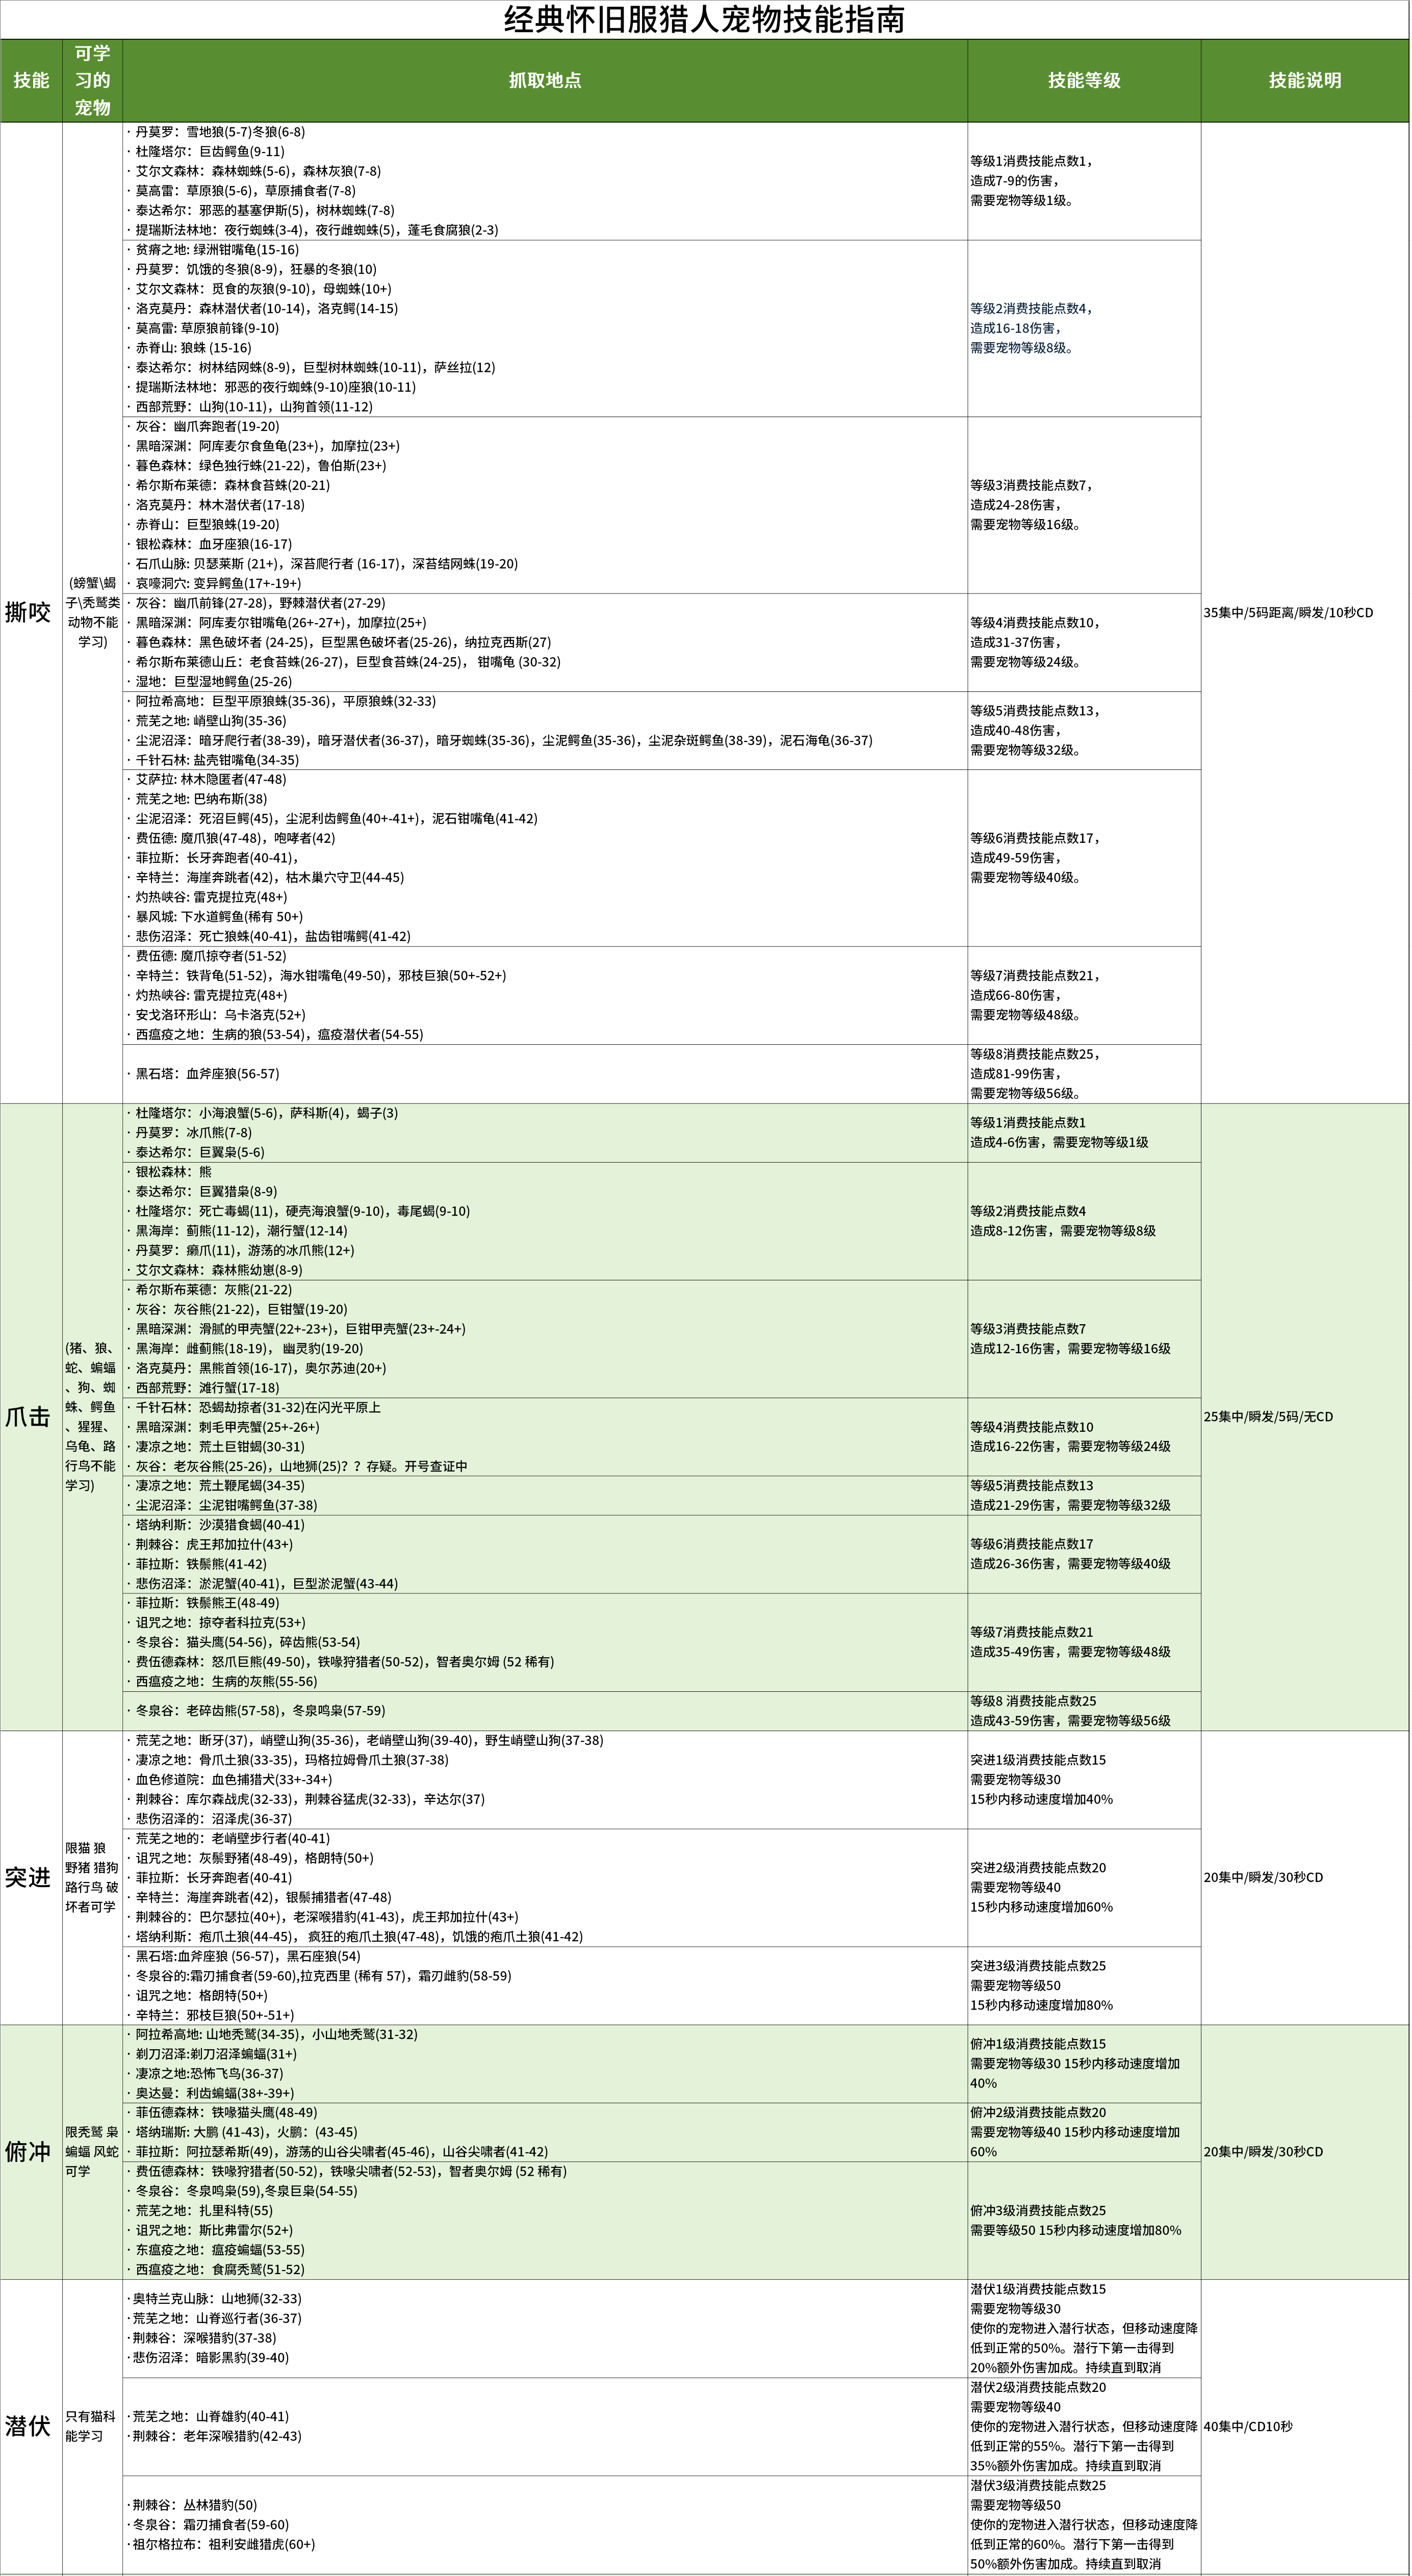 经典怀旧服猎人宠物技能指南
技能
可学
习的
宠物
抓取地点
技能等级
技能说明
撕咬
(螃蟹\蝎
子\秃鹫类
动物不能
学习)
· 丹莫罗：雪地狼(5-7)冬狼(6-8)
· 杜隆塔尔：巨齿鳄鱼(9-11)
· 艾尔文森林：森林蜘蛛(5-6)，森林灰狼(7-8)
· 莫高雷：草原狼(5-6)，草原捕食者(7-8)
· 泰达希尔：邪恶的基塞伊斯(5)，树林蜘蛛(7-8)
· 提瑞斯法林地：夜行蜘蛛(3-4)，夜行雌蜘蛛(5)，蓬毛食腐狼(2-3)
等级1消费技能点数1，
造成7-9的伤害，
需要宠物等级1级。
· 贫瘠之地: 绿洲钳嘴龟(15-16)
· 丹莫罗：饥饿的冬狼(8-9)，狂暴的冬狼(10)
· 艾尔文森林：觅食的灰狼(9-10)，母蜘蛛(10+)
· 洛克莫丹：森林潜伏者(10-14)，洛克鳄(14-15)
· 莫高雷: 草原狼前锋(9-10)
· 赤脊山: 狼蛛 (15-16)
· 泰达希尔：树林结网蛛(8-9)，巨型树林蜘蛛(10-11)，萨丝拉(12)
· 提瑞斯法林地：邪恶的夜行蜘蛛(9-10)座狼(10-11)
· 西部荒野：山狗(10-11)，山狗首领(11-12)
等级2消费技能点数4，
造成16-18伤害，
需要宠物等级8级。
· 灰谷：幽爪奔跑者(19-20)
· 黑暗深渊：阿库麦尔食鱼龟(23+)，加摩拉(23+)
· 暮色森林：绿色独行蛛(21-22)，鲁伯斯(23+)
· 希尔斯布莱德：森林食苔蛛(20-21)
· 洛克莫丹：林木潜伏者(17-18)
· 赤脊山：巨型狼蛛(19-20)
· 银松森林：血牙座狼(16-17)
· 石爪山脉: 贝瑟莱斯 (21+)，深苔爬行者 (16-17)，深苔结网蛛(19-20)
· 哀嚎洞穴: 变异鳄鱼(17+-19+)
等级3消费技能点数7，
造成24-28伤害，
需要宠物等级16级。
· 灰谷：幽爪前锋(27-28)，野棘潜伏者(27-29)
· 黑暗深渊：阿库麦尔钳嘴龟(26+-27+)，加摩拉(25+)
· 暮色森林：黑色破坏者 (24-25)，巨型黑色破坏者(25-26)，纳拉克西斯(27)
· 希尔斯布莱德山丘：老食苔蛛(26-27)，巨型食苔蛛(24-25)， 钳嘴龟 (30-32)
· 湿地：巨型湿地鳄鱼(25-26)
等级4消费技能点数10，
造成31-37伤害，
需要宠物等级24级。
· 阿拉希高地：巨型平原狼蛛(35-36)，平原狼蛛(32-33)
· 荒芜之地: 峭壁山狗(35-36)
· 尘泥沼泽：暗牙爬行者(38-39)，暗牙潜伏者(36-37)，暗牙蜘蛛(35-36)，尘泥鳄鱼(35-36)，尘泥杂斑鳄鱼(38-39)，泥石海龟(36-37)
· 千针石林: 盐壳钳嘴龟(34-35)
等级5消费技能点数13，
造成40-48伤害，
需要宠物等级32级。
· 艾萨拉: 林木隐匿者(47-48)
· 荒芜之地: 巴纳布斯(38)
· 尘泥沼泽：死沼巨鳄(45)，尘泥利齿鳄鱼(40+-41+)，泥石钳嘴龟(41-42)
· 费伍德: 魔爪狼(47-48)，咆哮者(42)
· 菲拉斯：长牙奔跑者(40-41)，
· 辛特兰：海崖奔跳者(42)，枯木巢穴守卫(44-45)
· 灼热峡谷: 雷克提拉克(48+)
· 暴风城: 下水道鳄鱼(稀有 50+)
· 悲伤沼泽：死亡狼蛛(40-41)，盐齿钳嘴鳄(41-42)
等级6消费技能点数17，
造成49-59伤害，
需要宠物等级40级。
· 费伍德: 魔爪掠夺者(51-52)
· 辛特兰：铁背龟(51-52)，海水钳嘴龟(49-50)，邪枝巨狼(50+-52+)
· 灼热峡谷: 雷克提拉克(48+)
· 安戈洛环形山：乌卡洛克(52+)
· 西瘟疫之地：生病的狼(53-54)，瘟疫潜伏者(54-55)
等级7消费技能点数21，
造成66-80伤害，
需要宠物等级48级。
· 黑石塔：血斧座狼(56-57)
等级8消费技能点数25，
造成81-99伤害，
需要宠物等级56级。
35集中/5码距离/瞬发/10秒CD
爪击
(猪、狼、
蛇、蝙蝠
、狗、蜘
蛛、鳄鱼
、猩猩、
乌龟、路
行鸟不能
学习)
· 杜隆塔尔：小海浪蟹(5-6)，萨科斯(4)，蝎子(3)
· 丹莫罗：冰爪熊(7-8)
· 泰达希尔：巨翼枭(5-6)
等级1消费技能点数1
造成4-6伤害，需要宠物等级1级
· 银松森林：熊
· 泰达希尔：巨翼猎枭(8-9)
· 杜隆塔尔：死亡毒蝎(11)，硬壳海浪蟹(9-10)，毒尾蝎(9-10)
· 黑海岸：蓟熊(11-12)，潮行蟹(12-14)
· 丹莫罗：癞爪(11)，游荡的冰爪熊(12+)
· 艾尔文森林：森林熊幼崽(8-9)
等级2消费技能点数4
造成8-12伤害，需要宠物等级8级
· 希尔斯布莱德：灰熊(21-22)
· 灰谷：灰谷熊(21-22)，巨钳蟹(19-20)
· 黑暗深渊：滑腻的甲壳蟹(22+-23+)，巨钳甲壳蟹(23+-24+)
· 黑海岸：雌蓟熊(18-19)， 幽灵豹(19-20)
· 洛克莫丹：黑熊首领(16-17)，奥尔苏迪(20+)
· 西部荒野：滩行蟹(17-18)
等级3消费技能点数7
造成12-16伤害，需要宠物等级16级
· 千针石林：恐蝎劫掠者(31-32)在闪光平原上
· 黑暗深渊：刺毛甲壳蟹(25+-26+)
· 凄凉之地：荒土巨钳蝎(30-31)
· 灰谷：老灰谷熊(25-26)，山地狮(25)？？存疑。开号查证中
等级4消费技能点数10
造成16-22伤害，需要宠物等级24级
· 凄凉之地：荒土鞭尾蝎(34-35)
· 尘泥沼泽：尘泥钳嘴鳄鱼(37-38)
等级5消费技能点数13
造成21-29伤害，需要宠物等级32级
· 塔纳利斯：沙漠猎食蝎(40-41)
· 荆棘谷：虎王邦加拉什(43+)
· 菲拉斯：铁鬃熊(41-42)
· 悲伤沼泽：淤泥蟹(40-41)，巨型淤泥蟹(43-44)
等级6消费技能点数17
造成26-36伤害，需要宠物等级40级
· 菲拉斯：铁鬃熊王(48-49)
· 诅咒之地：掠夺者科拉克(53+)
· 冬泉谷：猫头鹰(54-56)，碎齿熊(53-54)
· 费伍德森林：怒爪巨熊(49-50)，铁喙狩猎者(50-52)，智者奥尔姆 (52 稀有)
· 西瘟疫之地：生病的灰熊(55-56)
等级7消费技能点数21
造成35-49伤害，需要宠物等级48级
· 冬泉谷：老碎齿熊(57-58)，冬泉鸣枭(57-59)
等级8 消费技能点数25
造成43-59伤害，需要宠物等级56级
25集中/瞬发/5码/无CD
突进
限猫 狼
野猪 猎狗
路行鸟 破
坏者可学
· 荒芜之地：断牙(37)，峭壁山狗(35-36)，老峭壁山狗(39-40)，野生峭壁山狗(37-38)
· 凄凉之地：骨爪土狼(33-35)，玛格拉姆骨爪土狼(37-38)
· 血色修道院：血色捕猎犬(33+-34+)
· 荆棘谷：库尔森战虎(32-33)，荆棘谷猛虎(32-33)，辛达尔(37)
· 悲伤沼泽的：沼泽虎(36-37)
突进1级消费技能点数15
需要宠物等级30
15秒内移动速度增加40%
· 荒芜之地的：老峭壁步行者(40-41)
· 诅咒之地：灰鬃野猪(48-49)，格朗特(50+)
· 菲拉斯：长牙奔跑者(40-41)
· 辛特兰：海崖奔跳者(42)，银鬃捕猎者(47-48)
· 荆棘谷的：巴尔瑟拉(40+)，老深喉猎豹(41-43)，虎王邦加拉什(43+)
· 塔纳利斯：疱爪土狼(44-45)， 疯狂的疱爪土狼(47-48)，饥饿的疱爪土狼(41-42)
突进2级消费技能点数20
需要宠物等级40
15秒内移动速度增加60%
· 黑石塔:血斧座狼 (56-57)，黑石座狼(54)
· 冬泉谷的:霜刃捕食者(59-60),拉克西里 (稀有 57)，霜刃雌豹(58-59)
· 诅咒之地：格朗特(50+)
· 辛特兰：邪枝巨狼(50+-51+)
突进3级消费技能点数25
需要宠物等级50
15秒内移动速度增加80%
20集中/瞬发/30秒CD
俯冲
限秃鹫 枭
蝙蝠 风蛇
可学
· 阿拉希高地: 山地秃鹫(34-35)，小山地秃鹫(31-32)
· 剃刀沼泽:剃刀沼泽蝙蝠(31+)
· 凄凉之地:恐怖飞鸟(36-37)
· 奥达曼：利齿蝙蝠(38+-39+)
俯冲1级消费技能点数15
需要宠物等级30 15秒内移动速度增加
40%
· 菲伍德森林：铁喙猫头鹰(48-49)
· 塔纳瑞斯: 大鹏 (41-43)，火鹏：(43-45)
· 菲拉斯：阿拉瑟希斯(49)，游荡的山谷尖啸者(45-46)，山谷尖啸者(41-42)
俯冲2级消费技能点数20
需要宠物等级40 15秒内移动速度增加
60%
· 费伍德森林：铁喙狩猎者(50-52)，铁喙尖啸者(52-53)，智者奥尔姆 (52 稀有)
· 冬泉谷：冬泉鸣枭(59),冬泉巨枭(54-55)
· 荒芜之地：扎里科特(55)
· 诅咒之地：斯比弗雷尔(52+)
· 东瘟疫之地：瘟疫蝙蝠(53-55)
· 西瘟疫之地：食腐秃鹫(51-52)
俯冲3级消费技能点数25
需要等级50 15秒内移动速度增加80%
20集中/瞬发/30秒CD
潜伏
只有猫科
能学习
·奥特兰克山脉：山地狮(32-33)
·荒芜之地：山脊巡行者(36-37)
·荆棘谷：深喉猎豹(37-38)
·悲伤沼泽：暗影黑豹(39-40)
潜伏1级消费技能点数15
需要宠物等级30
使你的宠物进入潜行状态，但移动速度降
低到正常的50%。潜行下第一击得到
20%额外伤害加成。持续直到取消
·荒芜之地：山脊雄豹(40-41)
·荆棘谷：老年深喉猎豹(42-43)
潜伏2级消费技能点数20
需要宠物等级40
使你的宠物进入潜行状态，但移动速度降
低到正常的55%。潜行下第一击得到
35%额外伤害加成。持续直到取消
·荆棘谷：丛林猎豹(50)
·冬泉谷：霜刃捕食者(59-60)
·祖尔格拉布：祖利安雌猎虎(60+)
潜伏3级消费技能点数25
需要宠物等级50
使你的宠物进入潜行状态，但移动速度降
低到正常的60%。潜行下第一击得到
50%额外伤害加成。持续直到取消
40集中/CD10秒